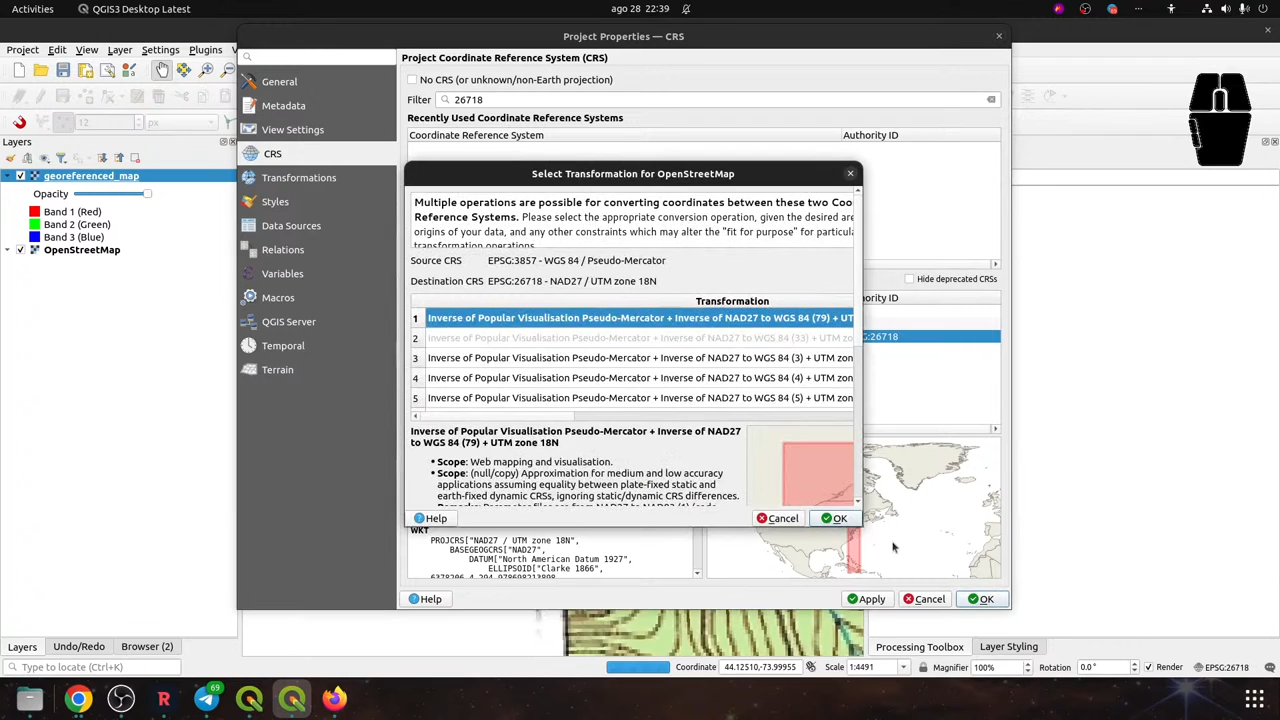 Activities
QGIS3 Desktop Latest
ago 28 22:39
Project Properties — CRS
Project Edit View Layer Settings Plugins
12 px
Layers
georeferenced_map
Opacity
Band 1 (Red)
Band 2 (Green)
Band 3 (Blue)
OpenStreetMap
General
Metadata
View Settings
CRS
Transformations
Styles
Data Sources
Relations
Variables
Macros
QGIS Server
Temporal
Terrain
Project Coordinate Reference System (CRS)
No CRS (or unknown/non-Earth projection)
Filter 26718
Recently Used Coordinate Reference Systems
Coordinate Reference System Authority ID
Hide deprecated CRSs
ority ID
G:26718
Select Transformation for OpenStreetMap
Multiple operations are possible for converting coordinates between these two Coo
Reference Systems. Please select the appropriate conversion operation, given the desired are
origins of your data, and any other constraints which may alter the "fit for purpose" for particula
transformation operations.
Source CRS EPSG:3857 - WGS 84 / Pseudo-Mercator
Destination CRS EPSG:26718 - NAD27 / UTM zone 18N
Transformation
1 Inverse of Popular Visualisation Pseudo-Mercator + Inverse of NAD27 to WGS 84 (79) + UT
2 Inverse of Popular Visualisation Pseudo-Mercator + Inverse of NAD27 to WGS 84 (33) + UTM zon
3 Inverse of Popular Visualisation Pseudo-Mercator + Inverse of NAD27 to WGS 84 (3) + UTM zon
4 Inverse of Popular Visualisation Pseudo-Mercator + Inverse of NAD27 to WGS 84 (4) + UTM zon
5 Inverse of Popular Visualisation Pseudo-Mercator + Inverse of NAD27 to WGS 84 (5) + UTM zon
Inverse of Popular Visualisation Pseudo-Mercator + Inverse of NAD27
to WGS 84 (79) + UTM zone 18N
• Scope: Web mapping and visualisation.
• Scope: (null/copy) Approximation for medium and low accuracy
applications assuming equality between plate-fixed static and
earth-fixed dynamic CRSs, ignoring static/dynamic CRS differences.
Help Cancel OK
WKT
PROJCRS["NAD27 / UTM zone 18N",
BASEGEOGCRS["NAD27",
DATUM["North American Datum 1927",
ELLIPSOID["Clarke 1866",
Help Apply Cancel OK
Layers Undo/Redo Browser (2)
Processing Toolbox Layer Styling
Type to locate (Ctrl+K)
Coordinate 44.12510,-73.99955 Scale 1:4491 Magnifier 100% Rotation 0.0 ° Render EPSG:26718
69
R